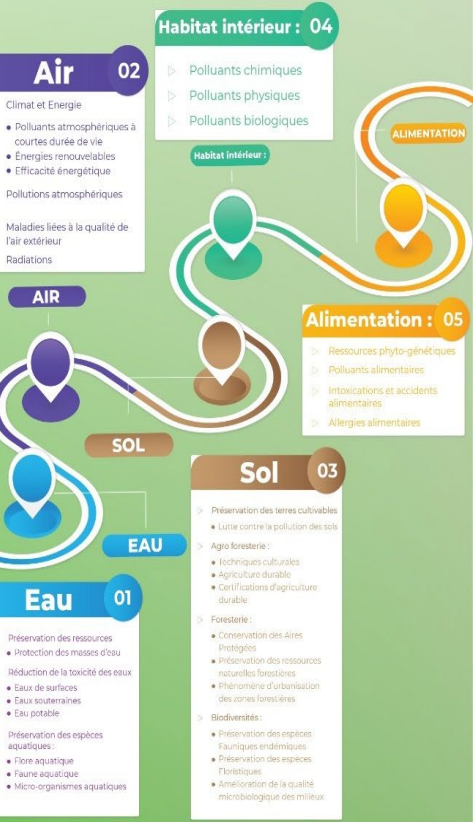 Habitat intérieur : 04
Polluants chimiques
Polluants physiques
Polluants biologiques
Habitat intérieur :
Air 02
Climat et Energie
Polluants atmosphériques à
courtes durée de vie
Énergies renouvelables
Efficacité énergétique
Pollutions atmosphériques
Maladies liées à la qualité de
l'air extérieur
Radiations
ALIMENTATION
AIR
Alimentation : 05
Ressources phyto-génétiques
Polluants alimentaires
Intoxications et accidents
alimentaires
Allergies alimentaires
SOL
Sol 03
Préservation des terres cultivables
Lutte contre la pollution des sols
Agro foresterie :
Techniques culturales
Agriculture durable
Certifications d'agriculture
durable
Foresterie :
Conservation des Aires
Protégées
Préservation des ressources
naturelles forestières
Phénomène d'urbanisation
des zones forestières
Biodiversités :
Préservation des espèces
Fauniques endémiques
Préservation des espèces
Floristiques
Amélioration de la qualité
microbiologique des milieux
EAU
Eau 01
Préservation des ressources
Protection des masses d'eau
Réduction de la toxicité des eaux
Eaux de surfaces
Eaux souterraines
Eau potable
Préservation des espèces
aquatiques :
Flore aquatique
Faune aquatique
Micro-organismes aquatiques